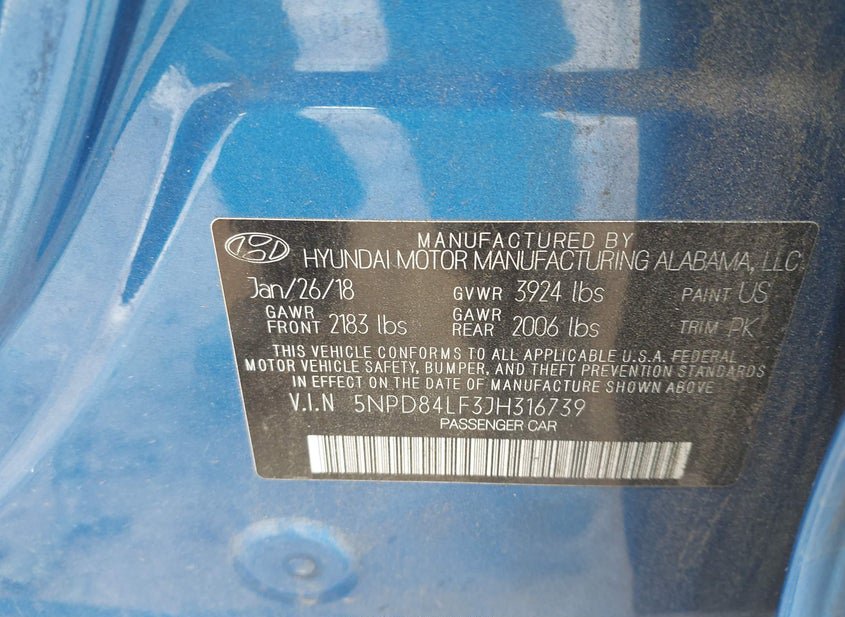 MANUFACTURED BY
HYUNDAI MOTOR MANUFACTURING ALABAMA, LLC
Jan/26/18 GVWR 3924 lbs PAINT US
GAWR FRONT 2183 lbs GAWR REAR 2006 lbs TRIM PK
THIS VEHICLE CONFORMS TO ALL APPLICABLE U.S.A. FEDERAL
MOTOR VEHICLE SAFETY, BUMPER, AND THEFT PREVENTION STANDARDS
IN EFFECT ON THE DATE OF MANUFACTURE SHOWN ABOVE
V.I.N 5NPD84LF3JH316739
PASSENGER CAR